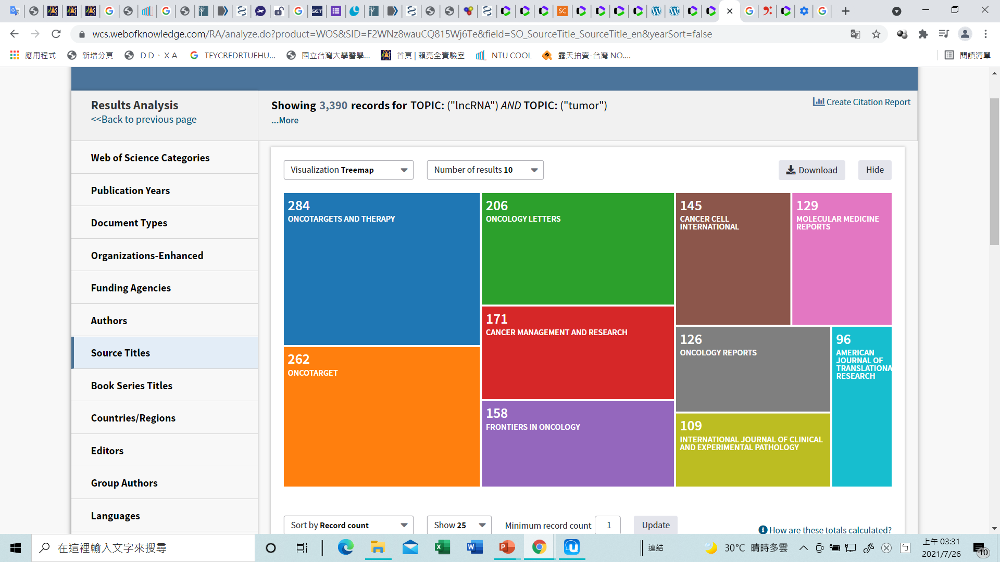 SET
SC
wcs.webofknowledge.com/RA/analyze.do?product=WOS&SID=F2WNz8wauCQ815Wj6Te&field=SO_SourceTitle_SourceTitle_en&yearSort=false
應用程式 新增分頁 D D、X A TEYCREDRTUEHU... 國立台灣大學醫學... 首頁 | 賴亮全實驗室 NTU COOL 露天拍賣-台灣 NO.... 閱讀清單
Results Analysis
<<Back to previous page
Showing 3,390 records for TOPIC: ("lncRNA") AND TOPIC: ("tumor")
...More
Create Citation Report
Web of Science Categories
Publication Years
Document Types
Organizations-Enhanced
Funding Agencies
Authors
Source Titles
Book Series Titles
Countries/Regions
Editors
Group Authors
Languages
Visualization Treemap
Number of results 10
Download
Hide
284
ONCOTARGETS AND THERAPY
262
ONCOTARGET
206
ONCOLOGY LETTERS
171
CANCER MANAGEMENT AND RESEARCH
158
FRONTIERS IN ONCOLOGY
145
CANCER CELL
INTERNATIONAL
129
MOLECULAR MEDICINE
REPORTS
126
ONCOLOGY REPORTS
109
INTERNATIONAL JOURNAL OF CLINICAL
AND EXPERIMENTAL PATHOLOGY
96
AMERICAN
JOURNAL OF
TRANSLATIONA
RESEARCH
Sort by Record count
Show 25
Minimum record count 1
Update
How are these totals calculated?
在這裡輸入文字來搜尋
連結
30°C 晴時多雲
ㄅ
上午 03:31
2021/7/26
10